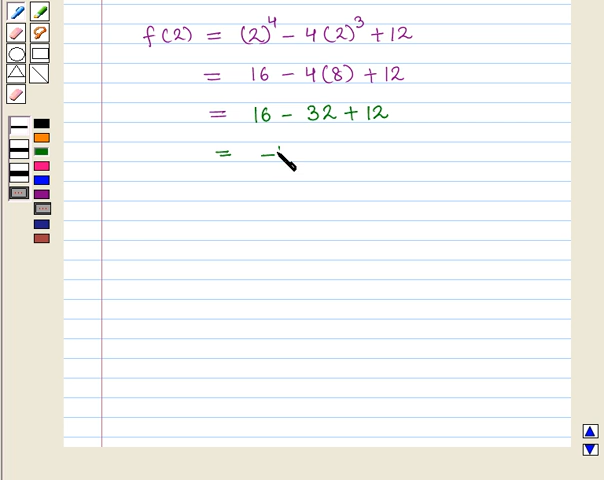 f(2) = (2)⁴ - 4(2)³ + 12
= 16 - 4(8) + 12
= 16 - 32 + 12
= -